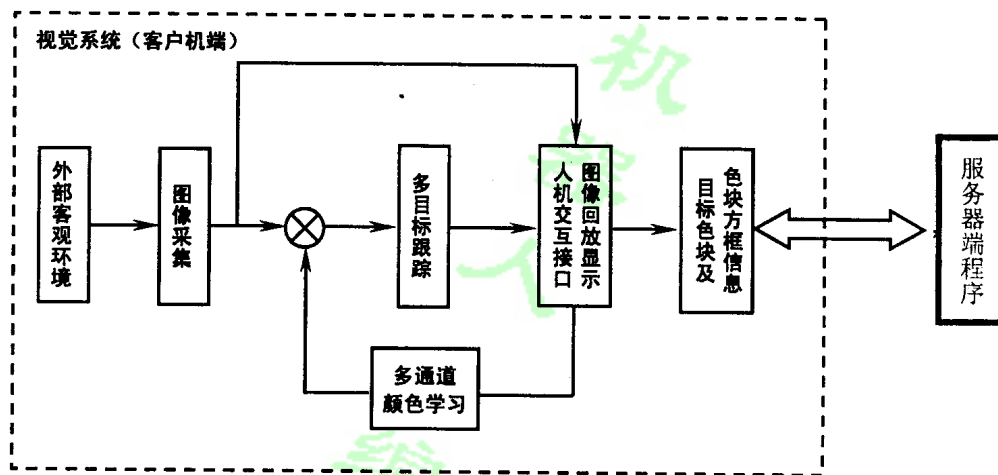 视觉系统（客户机端）
外部客观环境
图像采集
多目标跟踪
图像回放显示
人机交互接口
色块方框信息
目标色块及
服务器端程序
多通道
颜色学习
机
器
人